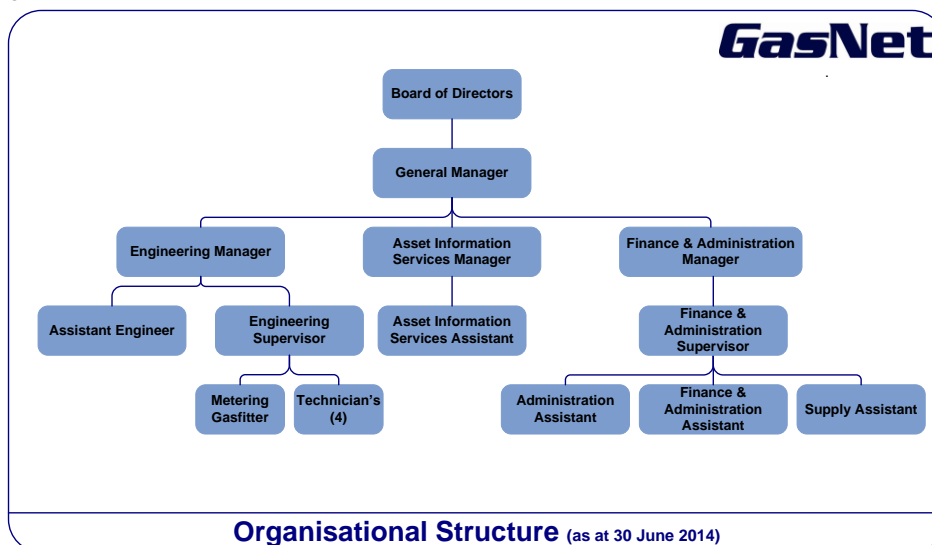 GasNet
Board of Directors
General Manager
Engineering Manager
Asset Information
Services Manager
Finance & Administration
Manager
Assistant Engineer
Engineering
Supervisor
Asset Information
Services Assistant
Finance &
Administration
Supervisor
Metering
Gasfitter
Technician's
(4)
Administration
Assistant
Finance &
Administration
Assistant
Supply Assistant
Organisational Structure (as at 30 June 2014)